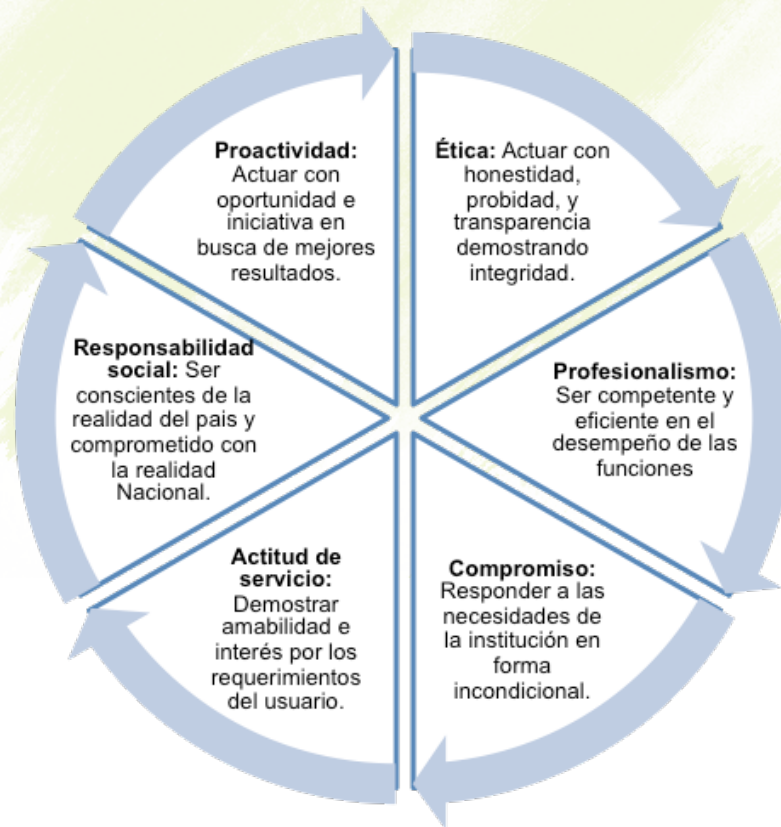 Proactividad:
Actuar con
oportunidad e
iniciativa en
busca de mejores
resultados.
Ética: Actuar con
honestidad,
probidad, y
transparencia
demostrando
integridad.
Profesionalismo:
Ser competente y
eficiente en el
desempeño de las
funciones
Compromiso:
Responder a las
necesidades de
la institución en
forma
incondicional.
Actitud de
servicio:
Demostrar
amabilidad e
interés por los
requerimientos
del usuario.
Responsabilidad
social: Ser
conscientes de la
realidad del pais y
comprometido con
la realidad
Nacional.